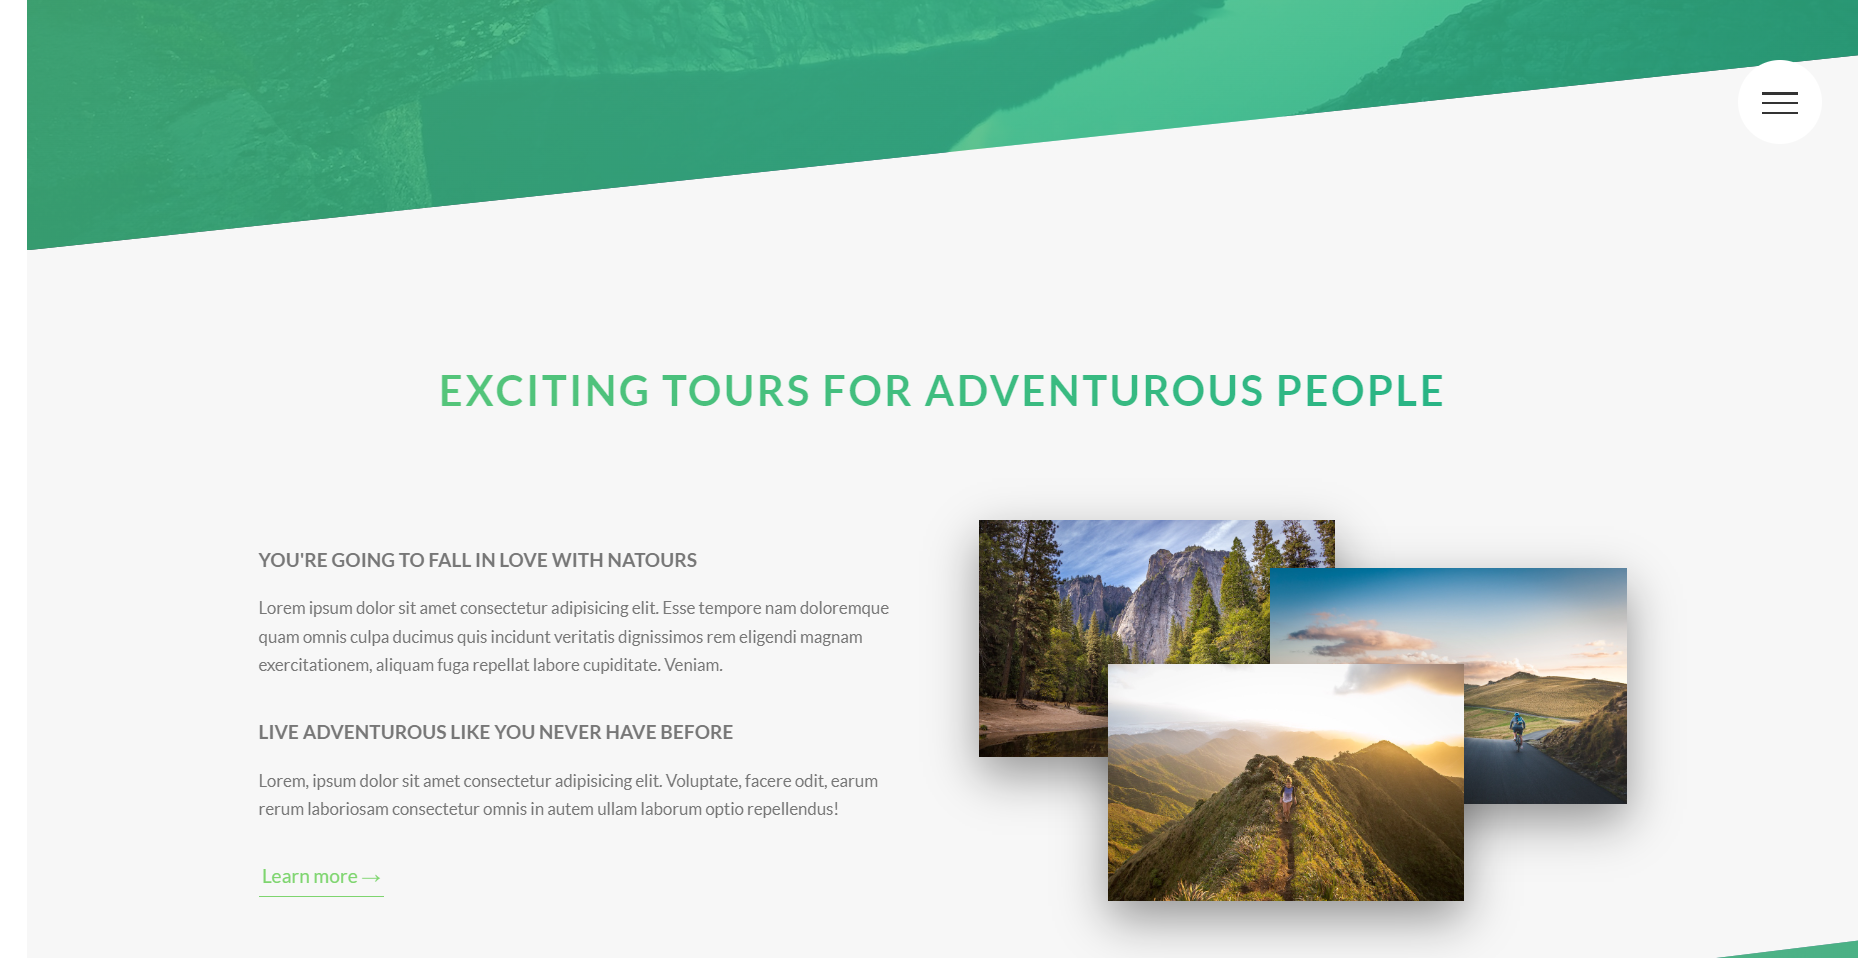 EXCITING TOURS FOR ADVENTUROUS PEOPLE
YOU'RE GOING TO FALL IN LOVE WITH NATOURS
Lorem ipsum dolor sit amet consectetur adipisicing elit. Esse tempore nam doloremque
quam omnis culpa ducimus quis incidunt veritatis dignissimos rem eligendi magnam
exercitationem, aliquam fuga repellat labore cupiditate. Veniam.
LIVE ADVENTUROUS LIKE YOU NEVER HAVE BEFORE
Lorem, ipsum dolor sit amet consectetur adipisicing elit. Voluptate, facere odit, earum
rerum laboriosam consectetur omnis in autem ullam laborum optio repellendus!
Learn more →